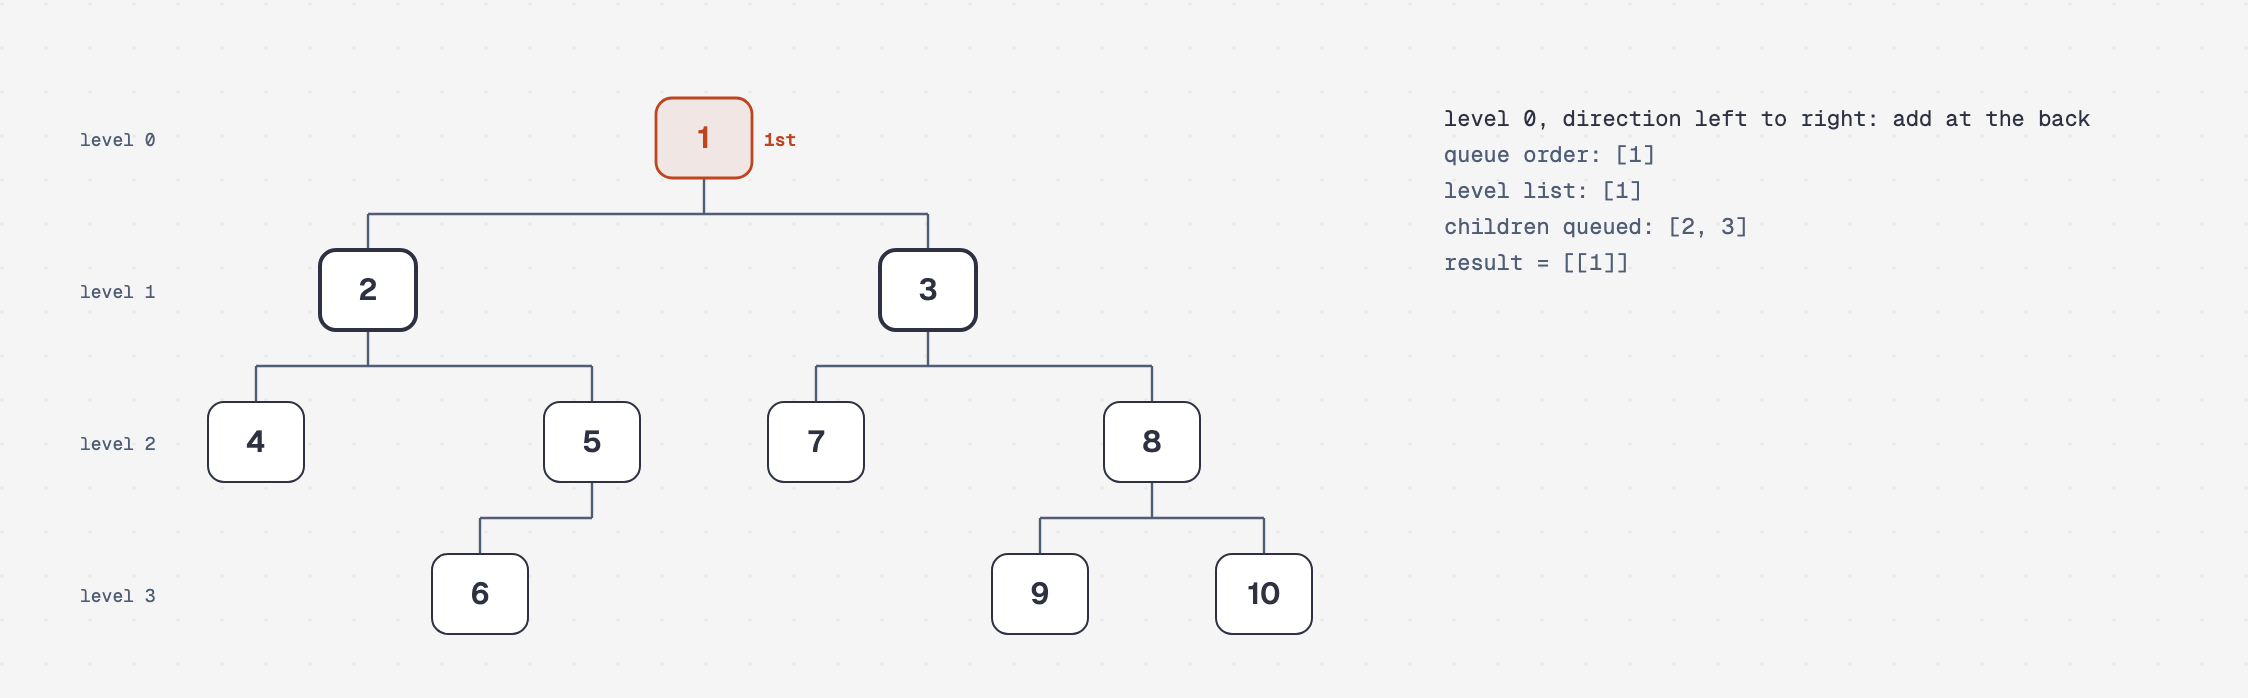 level 0
1
1st
level 0, direction left to right: add at the back
queue order: [1]
level list: [1]
children queued: [2, 3]
result = [[1]]
level 1
2
3
level 2
4
5
7
8
level 3
6
9
10